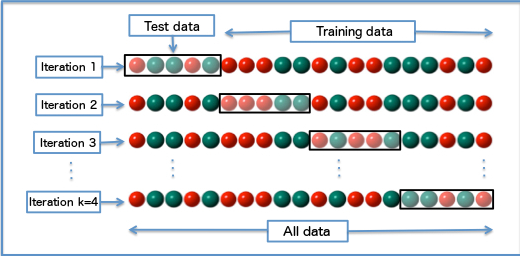 Test data
Training data
Iteration 1
Iteration 2
Iteration 3
Iteration k=4
All data